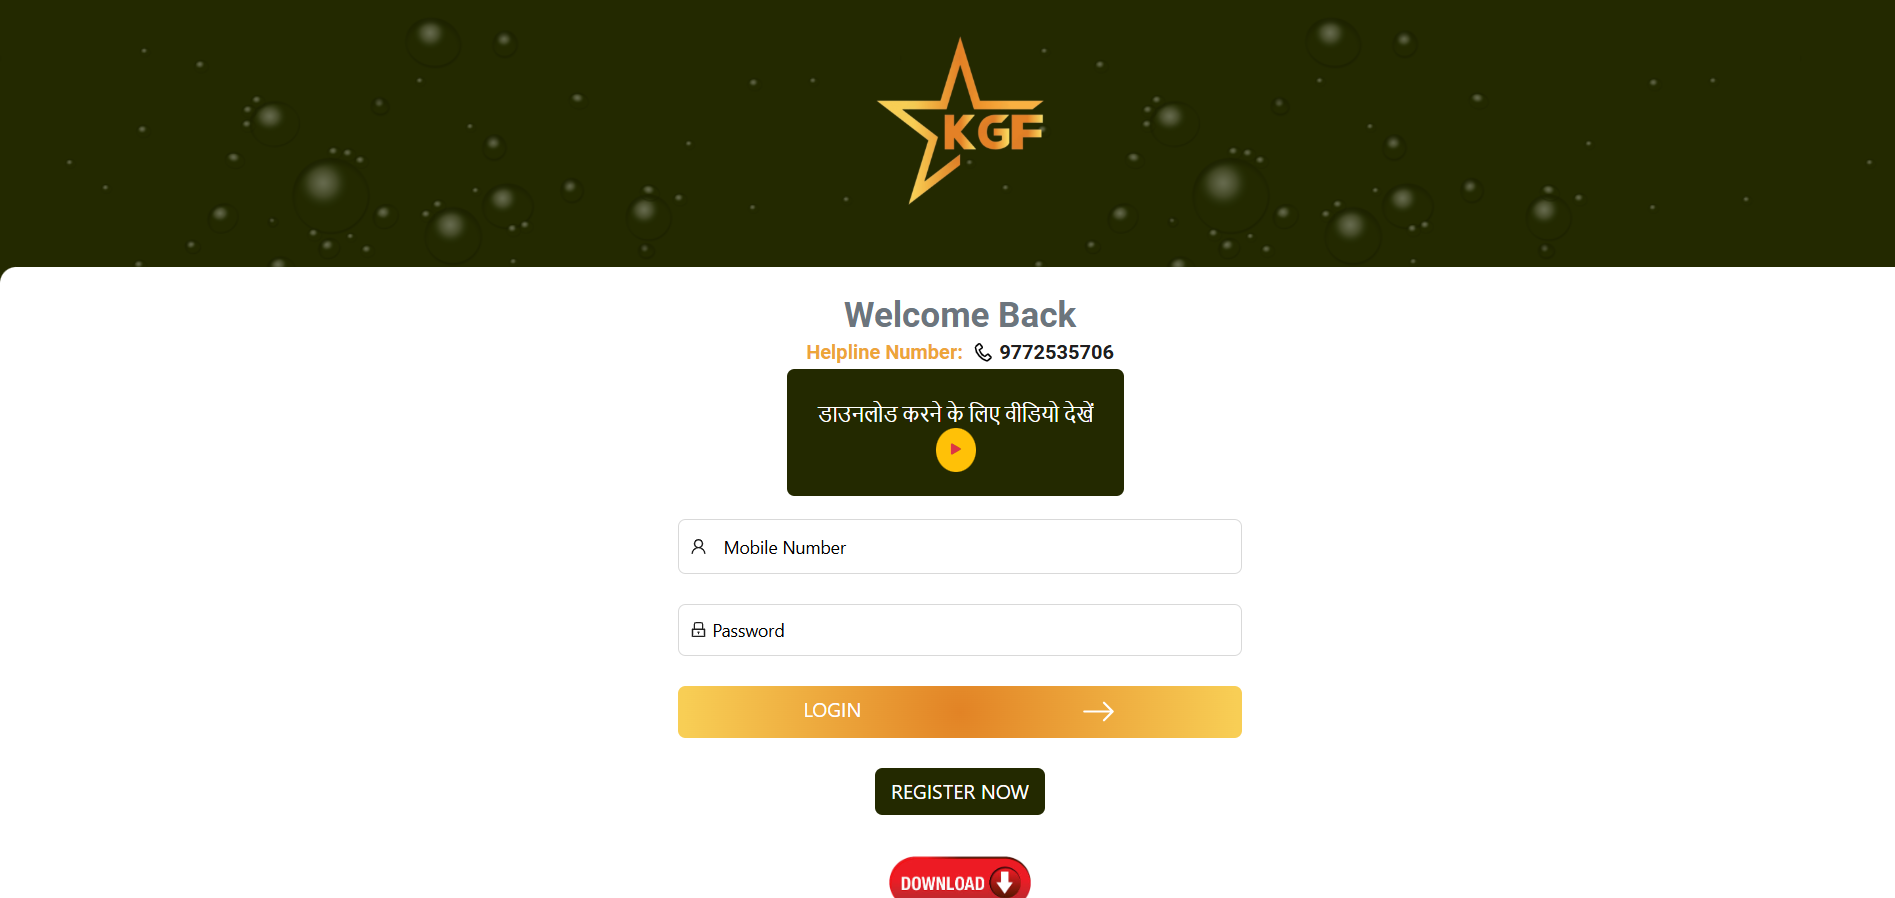 KGF
Welcome Back
Helpline Number: 9772535706
डाउनलोड करने के लिए वीडियो देखें
Mobile Number
Password
LOGIN
REGISTER NOW
DOWNLOAD